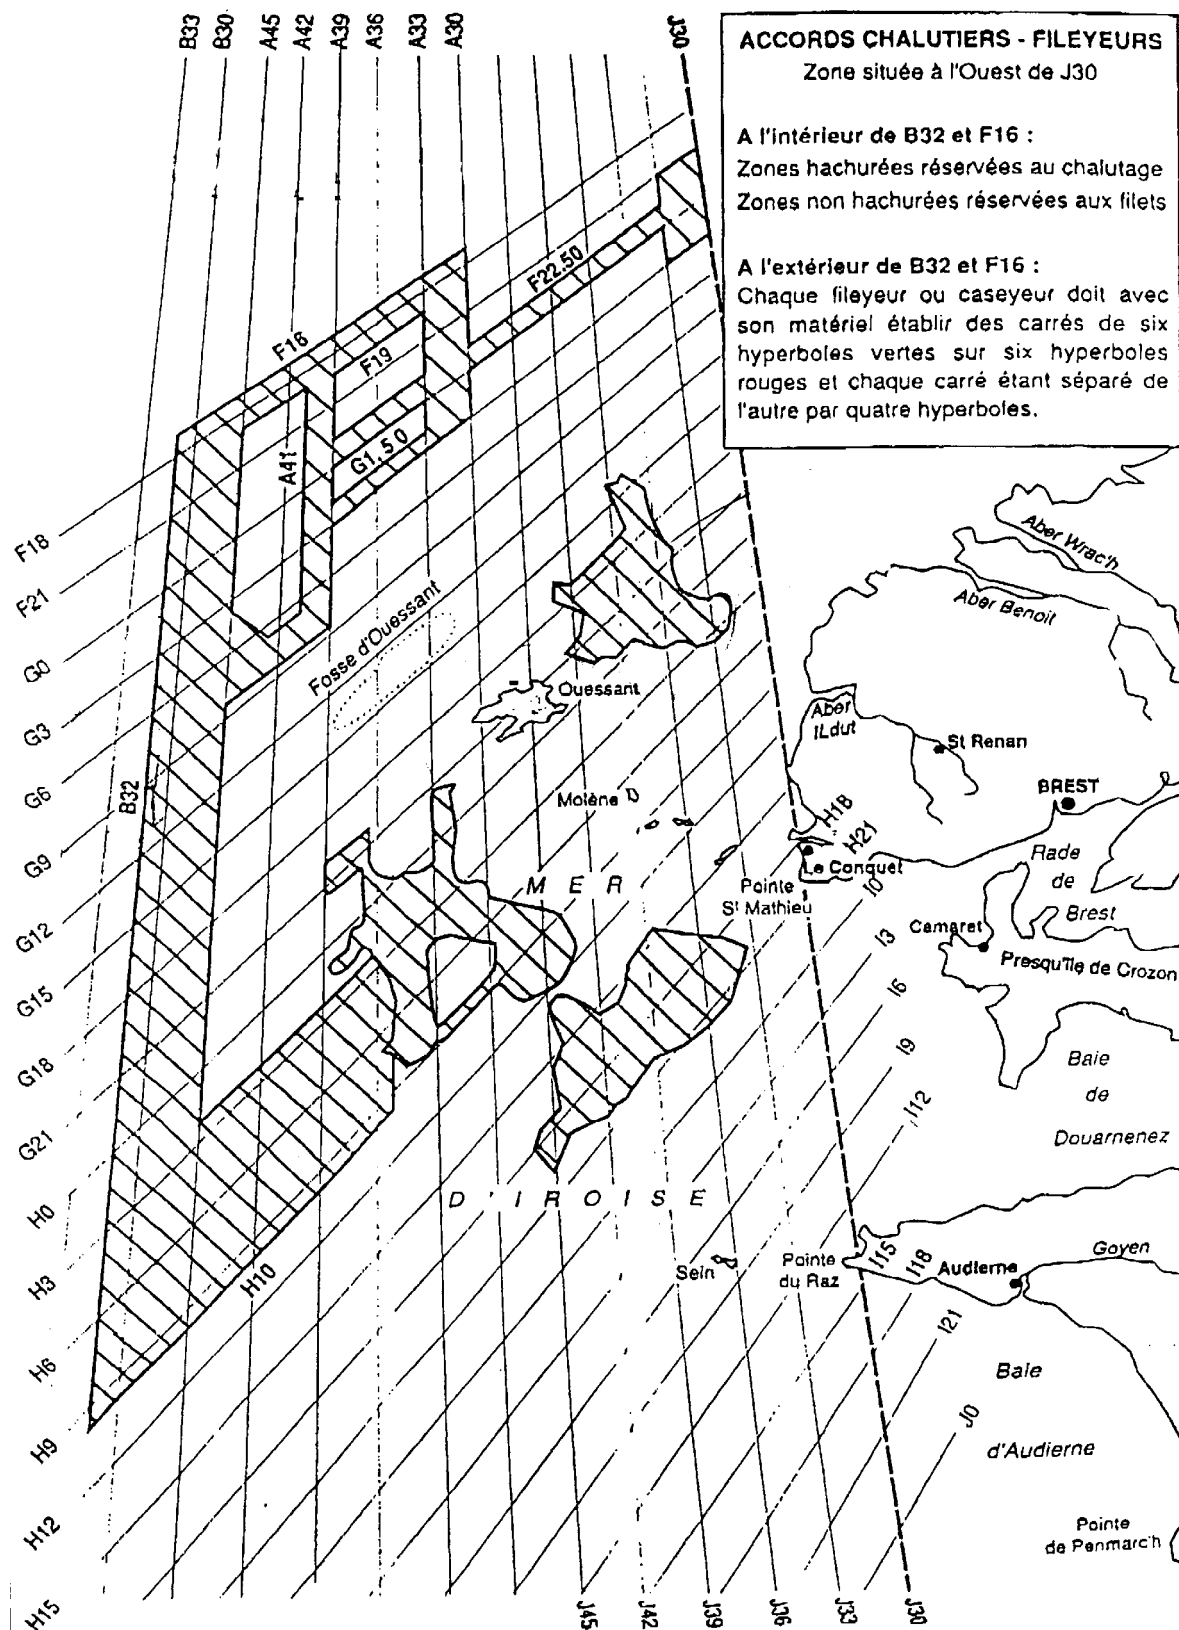 B33
B30
A45
A42
A39
A36
A33
A30
J30
ACCORDS CHALUTIERS - FILEYEURS
Zone située à l'Ouest de J30
A l'intérieur de B32 et F16 :
Zones hachurées réservées au chalutage
Zones non hachurées réservées aux filets
A l'extérieur de B32 et F16 :
Chaque fileyeur ou caseyeur doit avec
son matériel établir des carrés de six
hyperboles vertes sur six hyperboles
rouges et chaque carré étant séparé de
l'autre par quatre hyperboles.
F22.50
F16
F19
G1,50
A41
F18
F21
G0
G3
G6
G9
G12
G15
G18
G21
H0
H3
H6
H9
H12
H15
B32
H10
Fosse d'Ouessant
Ouessant
Molène
Aber Wrac'h
Aber Benoit
Aber
ILdut
St Renan
BREST
H18
H21
Le Conquet
Rade
de
Brest
Pointe
St Mathieu
I0
I3
I6
I9
I12
Camaret
Presqu'île de Crozon
Baie
de
Douarnenez
MER
D'IROISE
Sein
Pointe
du Raz
I15
I18
Audierne
Goyen
I21
J0
Baie
d'Audierne
Pointe
de Penmarc'h
J45
J42
J39
J36
J33
J30